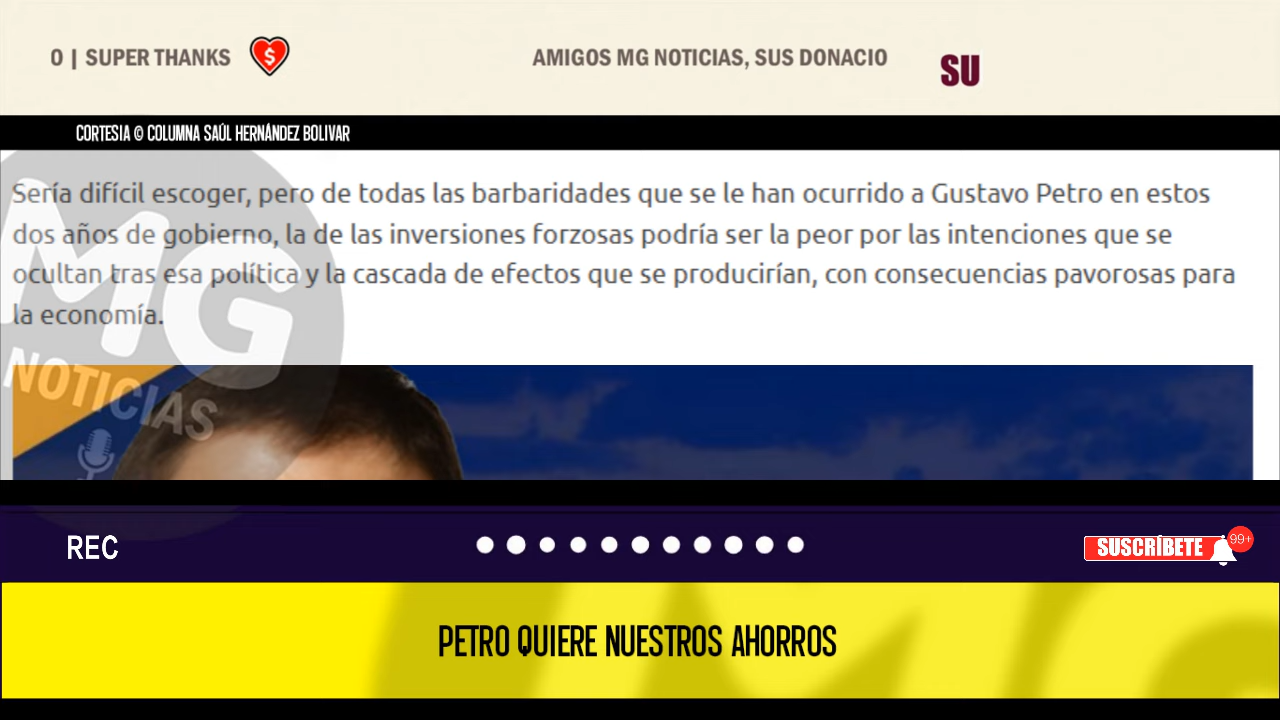 0 | SUPER THANKS
AMIGOS MG NOTICIAS, SUS DONACIO
SU
CORTESIA © COLUMNA SAÚL HERNÁNDEZ BOLIVAR
Sería difícil escoger, pero de todas las barbaridades que se le han ocurrido a Gustavo Petro en estos
dos años de gobierno, la de las inversiones forzosas podría ser la peor por las intenciones que se
ocultan tras esa política y la cascada de efectos que se producirían, con consecuencias pavorosas para
la economía.
MG
NOTICIAS
REC
SUSCRÍBETE
99+
PETRO QUIERE NUESTROS AHORROS
MG